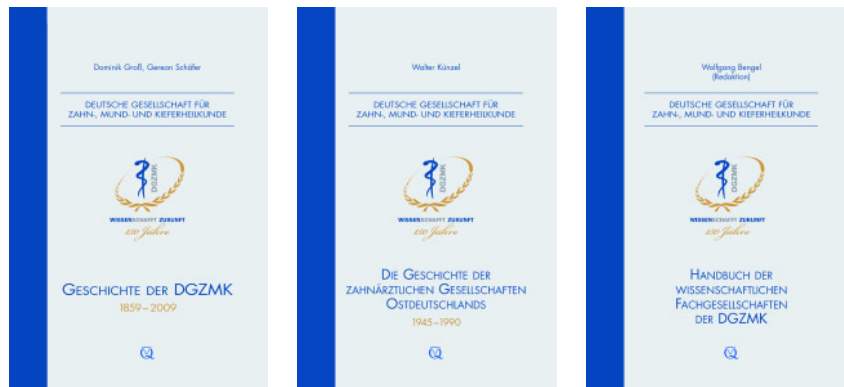 Dominik Groß, Gereon Schäfer
DEUTSCHE GESELLSCHAFT FÜR
ZAHN-, MUND- UND KIEFERHEILKUNDE
DGZMK
WISSENSCHAFFT ZUKUNFT
150 Jahre
GESCHICHTE DER DGZMK
1859–2009
Walter Künzel
DEUTSCHE GESELLSCHAFT FÜR
ZAHN-, MUND- UND KIEFERHEILKUNDE
DGZMK
WISSENSCHAFFT ZUKUNFT
150 Jahre
DIE GESCHICHTE DER
ZAHNÄRZTLICHEN GESELLSCHAFTEN
OSTDEUTSCHLANDS
1945–1990
Wolfgang Bengel
(Redaktion)
DEUTSCHE GESELLSCHAFT FÜR
ZAHN-, MUND- UND KIEFERHEILKUNDE
DGZMK
WISSENSCHAFFT ZUKUNFT
150 Jahre
HANDBUCH DER
WISSENSCHAFTLICHEN
FACHGESELLSCHAFTEN
DER DGZMK